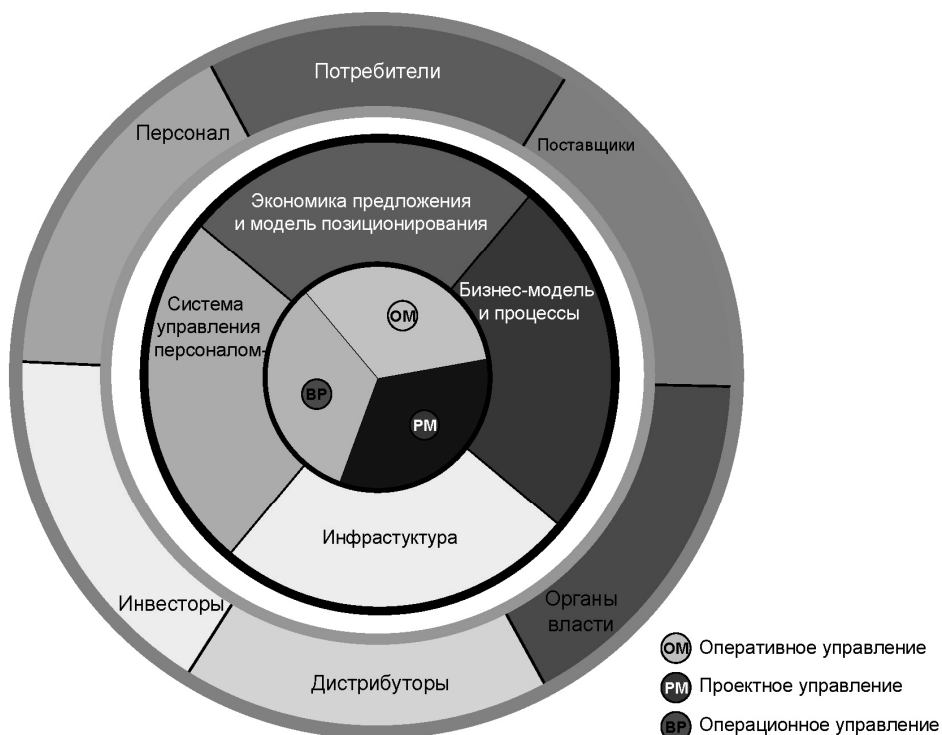 Потребители
Персонал
Поставщики
Экономика предложения
и модель позиционирования
Бизнес-модель
и процессы
Система
управления
персоналом-
OM
BP
PM
Инфрастуктура
Инвесторы
Органы
власти
Дистрибуторы
OM Оперативное управление
PM Проектное управление
BP Операционное управление